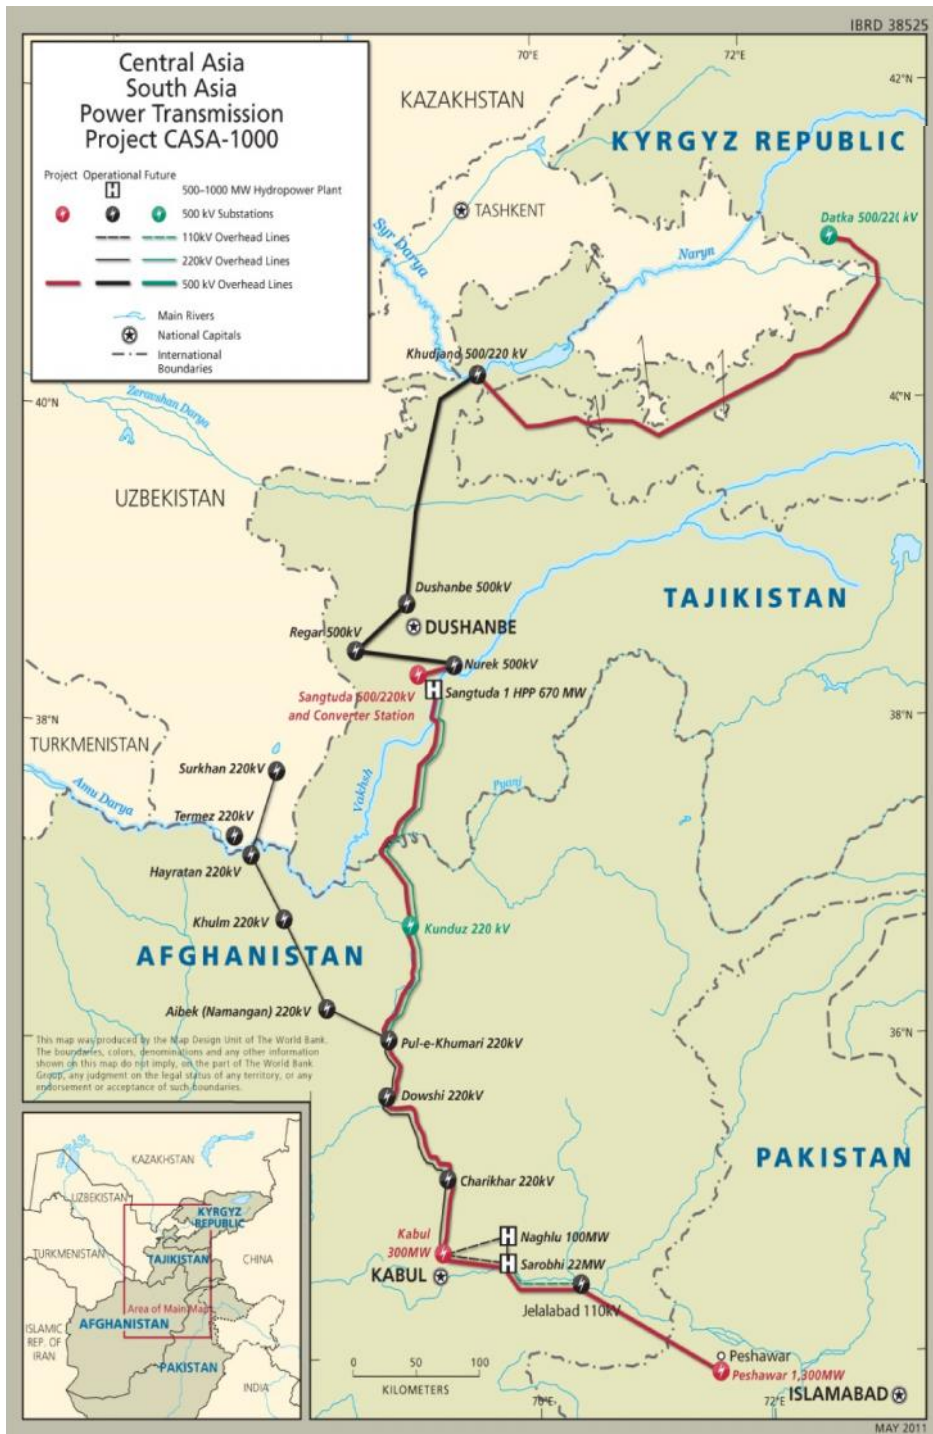 IBRD 38525
Central Asia
South Asia
Power Transmission
Project CASA-1000
Project Operational Future
H 500–1000 MW Hydropower Plant
500 kV Substations
110kV Overhead Lines
220kV Overhead Lines
500 kV Overhead Lines
Main Rivers
National Capitals
International
Boundaries
70°E
72°E
42°N
KAZAKHSTAN
KYRGYZ REPUBLIC
TASHKENT
Datka 500/220 kV
Syr Darya
Naryn
Khudjand 500/220 kV
40°N
40°N
Zeravshan Darya
UZBEKISTAN
Dushanbe 500kV
TAJIKISTAN
DUSHANBE
Regar 500kV
Nurek 500kV
H Sangtuda 1 HPP 670 MW
Sangtuda 500/220kV
and Converter Station
38°N
38°N
TURKMENISTAN
Surkhan 220kV
Vakhsh
Pyanj
Amu Darya
Termez 220kV
Hayratan 220kV
Khulm 220kV
Kunduz 220 kV
AFGHANISTAN
Aibek (Namangan) 220kV
36°N
This map was produced by the Map Design Unit of The World Bank.
The boundaries, colors, denominations and any other information
shown on this map do not imply, on the part of The World Bank
Group, any judgment on the legal status of any territory, or any
endorsement or acceptance of such boundaries.
Pul-e-Khumari 220kV
Dowshi 220kV
PAKISTAN
Charikhar 220kV
Kabul
300MW
H Naghlu 100MW
H Sarobhi 22MW
KABUL
Jelalabad 110kV
Peshawar
Peshawar 1,300MW
ISLAMABAD
0 50 100
KILOMETERS
70°E
72°E
KAZAKHSTAN
UZBEKISTAN
KYRGYZ
REPUBLIC
TURKMENISTAN
TAJIKISTAN
CHINA
Area of Main Map
AFGHANISTAN
ISLAMIC
REP. OF
IRAN
PAKISTAN
INDIA
MAY 2011